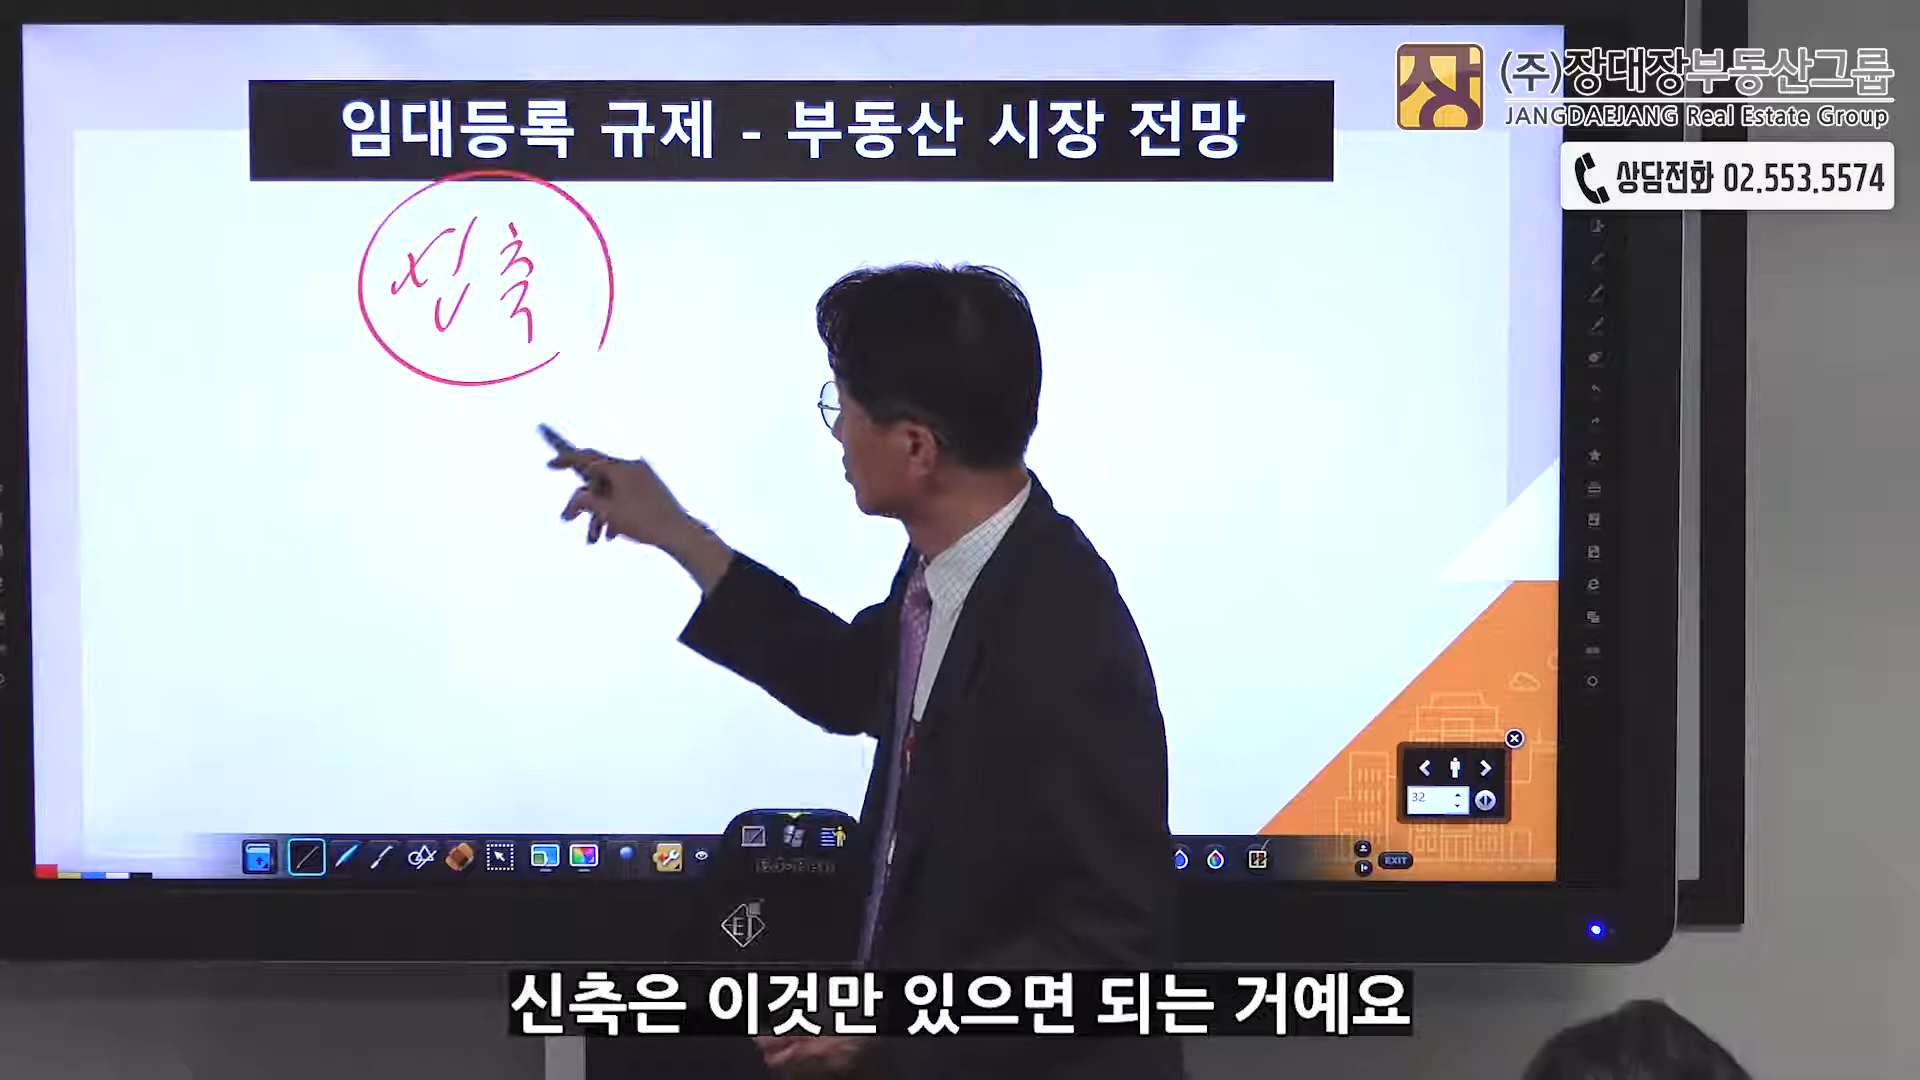 (주)장대장부동산그룹
JANGDAEJANG Real Estate Group
상담전화 02.553.5574
임대등록 규제 - 부동산 시장 전망
신축
32
EXIT
신축은 이것만 있으면 되는 거예요